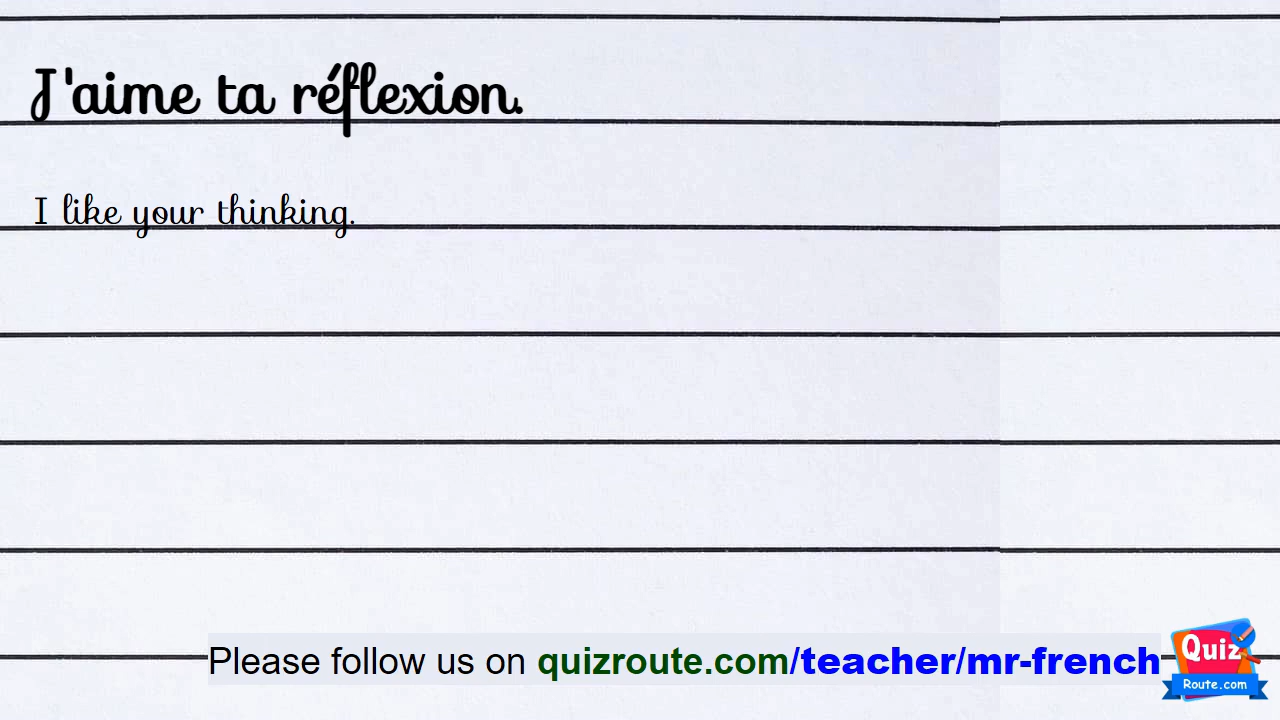 J'aime ta réflexion.
I like your thinking.
Please follow us on quizroute.com/teacher/mr-french
Quiz
Route.com